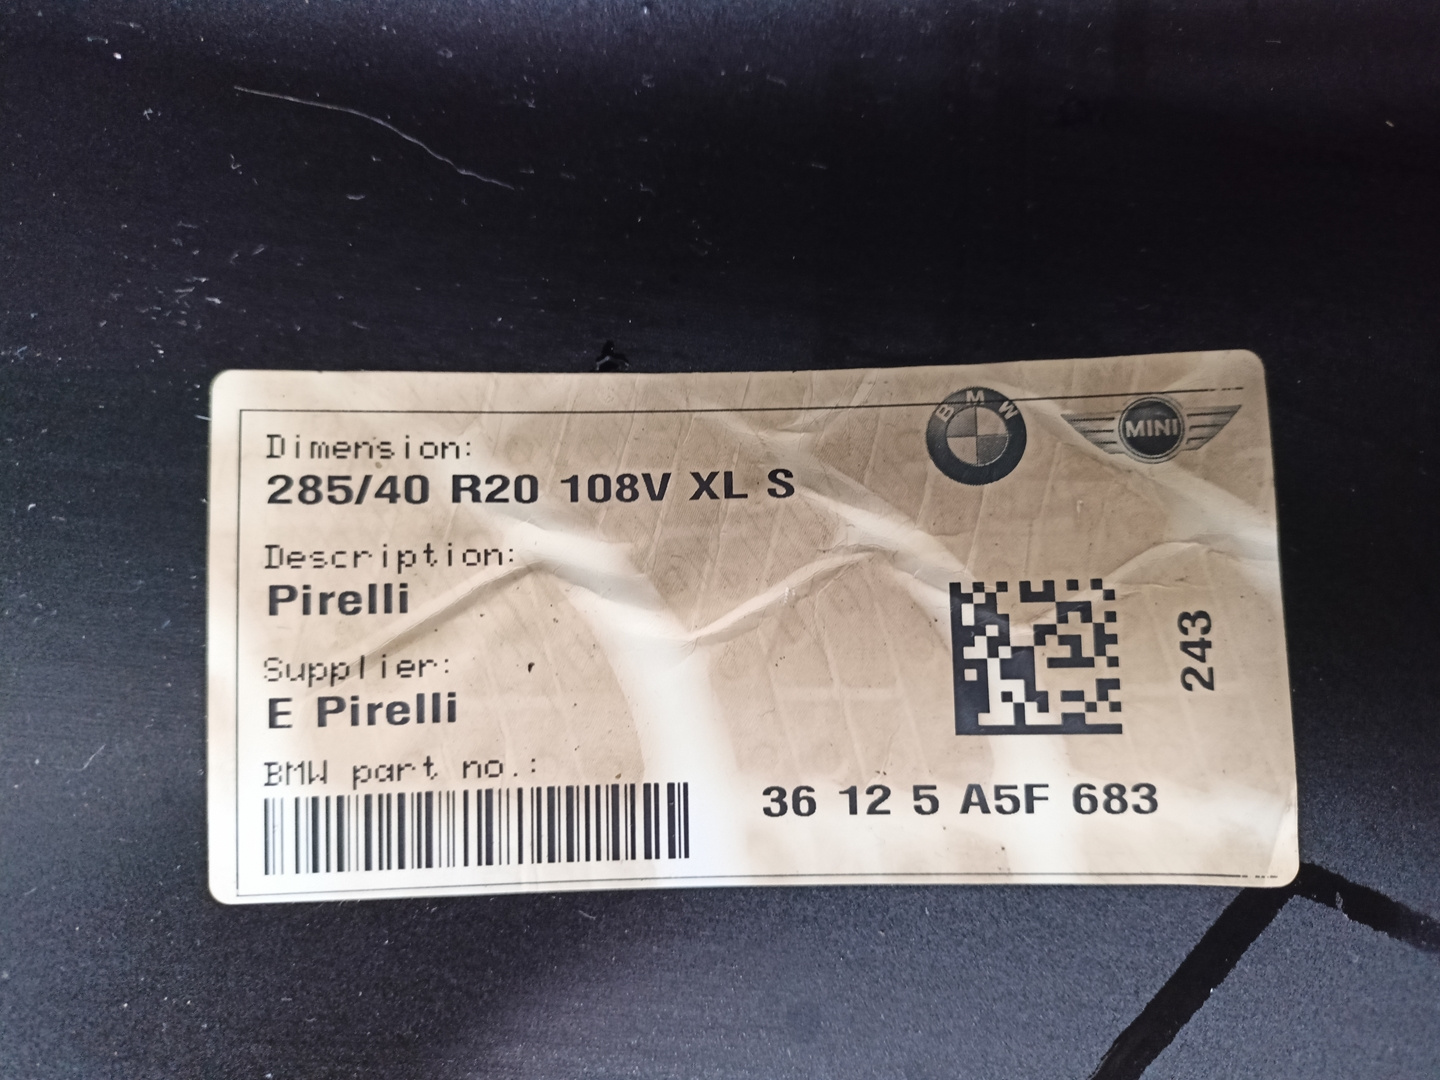 Dimension:
285/40 R20 108V XL S
BMW
MINI
Description:
Pirelli
Supplier:
E Pirelli
243
BMW part no.:
36 12 5 A5F 683